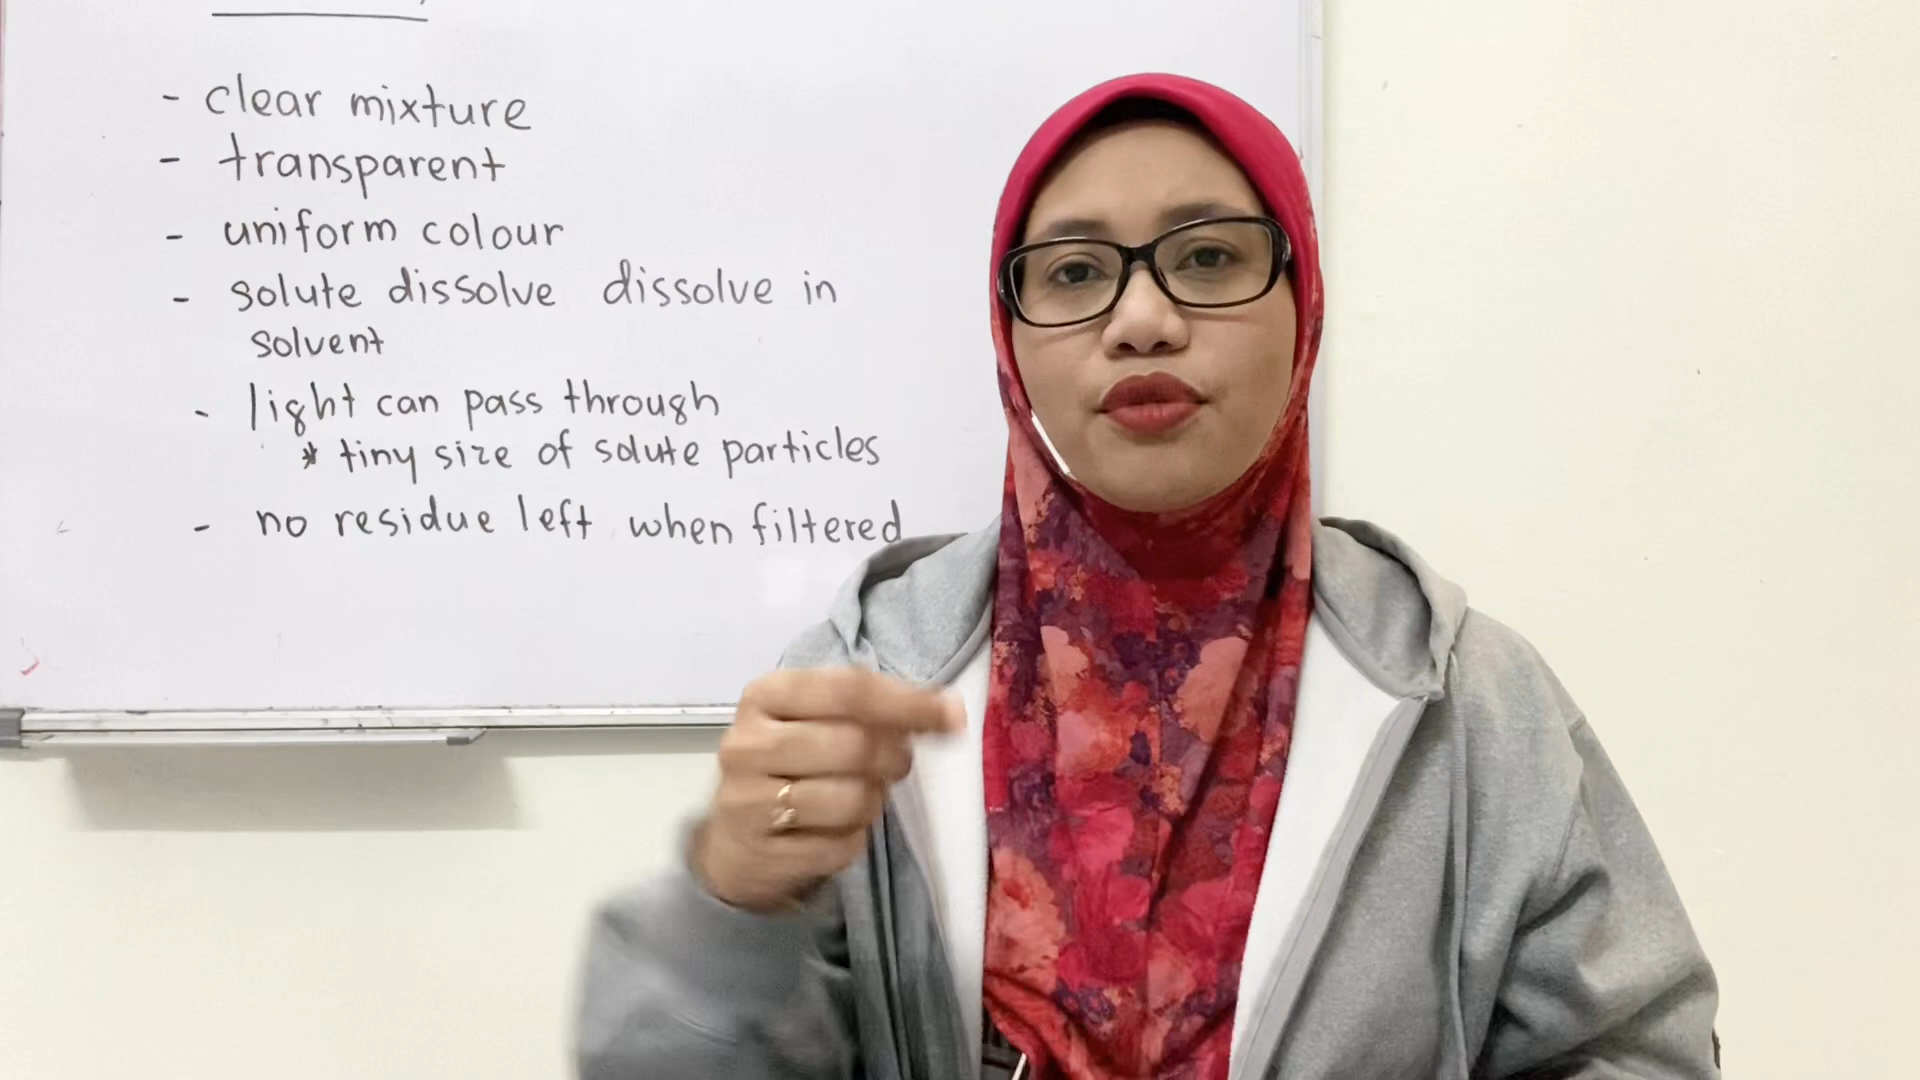 - clear mixture
- transparent
- uniform colour
- solute dissolve dissolve in
solvent
- light can pass through
* tiny size of solute particles
- no residue left when filtered